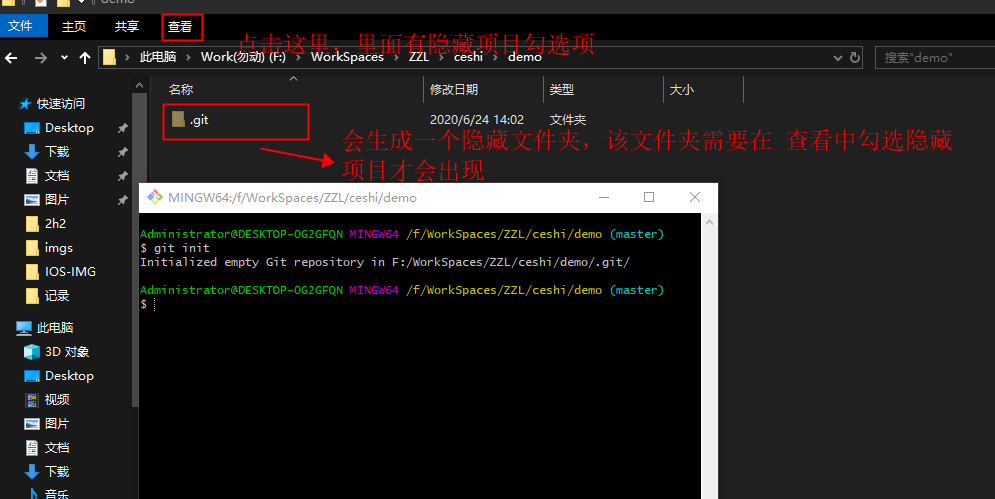 demo
文件 主页 共享 查看
点击这里，里面有隐藏项目勾选项
此电脑 › Work(勿动) (F:) › WorkSpaces › ZZL › ceshi › demo
搜索"demo"
名称 修改日期 类型 大小
.git 2020/6/24 14:02 文件夹
会生成一个隐藏文件夹，该文件夹需要在 查看中勾选隐藏
项目才会出现
快速访问
Desktop
下载
文档
图片
2h2
imgs
IOS-IMG
记录
此电脑
3D 对象
Desktop
视频
图片
文档
下载
音乐
MINGW64:/f/WorkSpaces/ZZL/ceshi/demo
Administrator@DESKTOP-OG2GFQN MINGW64 /f/WorkSpaces/ZZL/ceshi/demo (master)
$ git init
Initialized empty Git repository in F:/WorkSpaces/ZZL/ceshi/demo/.git/
Administrator@DESKTOP-OG2GFQN MINGW64 /f/WorkSpaces/ZZL/ceshi/demo (master)
$